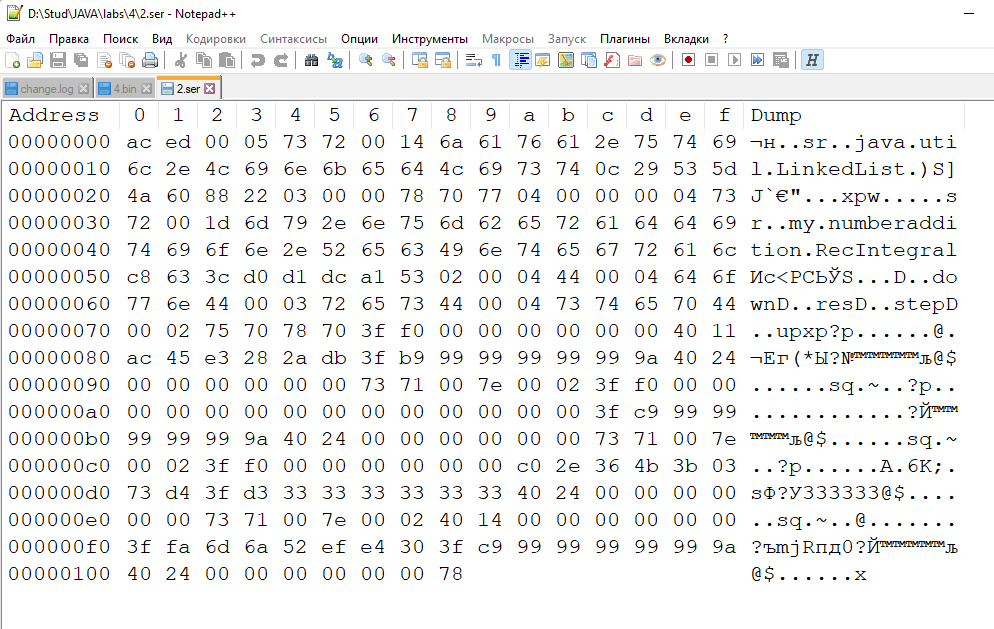 D:\Stud\JAVA\labs\4\2.ser - Notepad++
Файл Правка Поиск Вид Кодировки Синтаксисы Опции Инструменты Макросы Запуск Плагины Вкладки ?
change.log 4.bin 2.ser
Address 0 1 2 3 4 5 6 7 8 9 a b c d e f Dump
00000000 ac ed 00 05 73 72 00 14 6a 61 76 61 2e 75 74 69 ¬н..sr..java.uti
00000010 6c 2e 4c 69 6e 6b 65 64 4c 69 73 74 0c 29 53 5d l.LinkedList.)S]
00000020 4a 60 88 22 03 00 00 78 70 77 04 00 00 00 04 73 J`€"...xpw.....s
00000030 72 00 1d 6d 79 2e 6e 75 6d 62 65 72 61 64 64 69 r..my.numberaddi
00000040 74 69 6f 6e 2e 52 65 63 49 6e 74 65 67 72 61 6c tion.RecIntegral
00000050 c8 63 3c d0 d1 dc a1 53 02 00 04 44 00 04 64 6f Иc<РСЬЎS...D..do
00000060 77 6e 44 00 03 72 65 73 44 00 04 73 74 65 70 44 wnD..resD..stepD
00000070 00 02 75 70 78 70 3f f0 00 00 00 00 00 00 40 11 ..upxp?р......@.
00000080 ac 45 e3 28 2a db 3f b9 99 99 99 99 99 9a 40 24 ¬Eг(*Ы?№™™™™™љ@$
00000090 00 00 00 00 00 00 73 71 00 7e 00 02 3f f0 00 00 ......sq.~..?р..
000000a0 00 00 00 00 00 00 00 00 00 00 00 00 3f c9 99 99 ............?Й™™
000000b0 99 99 99 9a 40 24 00 00 00 00 00 00 73 71 00 7e ™™™љ@$......sq.~
000000c0 00 02 3f f0 00 00 00 00 00 00 c0 2e 36 4b 3b 03 ..?р......А.6K;.
000000d0 73 d4 3f d3 33 33 33 33 33 33 40 24 00 00 00 00 sФ?У333333@$....
000000e0 00 00 73 71 00 7e 00 02 40 14 00 00 00 00 00 00 ..sq.~..@.......
000000f0 3f fa 6d 6a 52 ef e4 30 3f c9 99 99 99 99 99 9a ?ъmjRпд0?Й™™™™™љ
00000100 40 24 00 00 00 00 00 00 78 @$......x